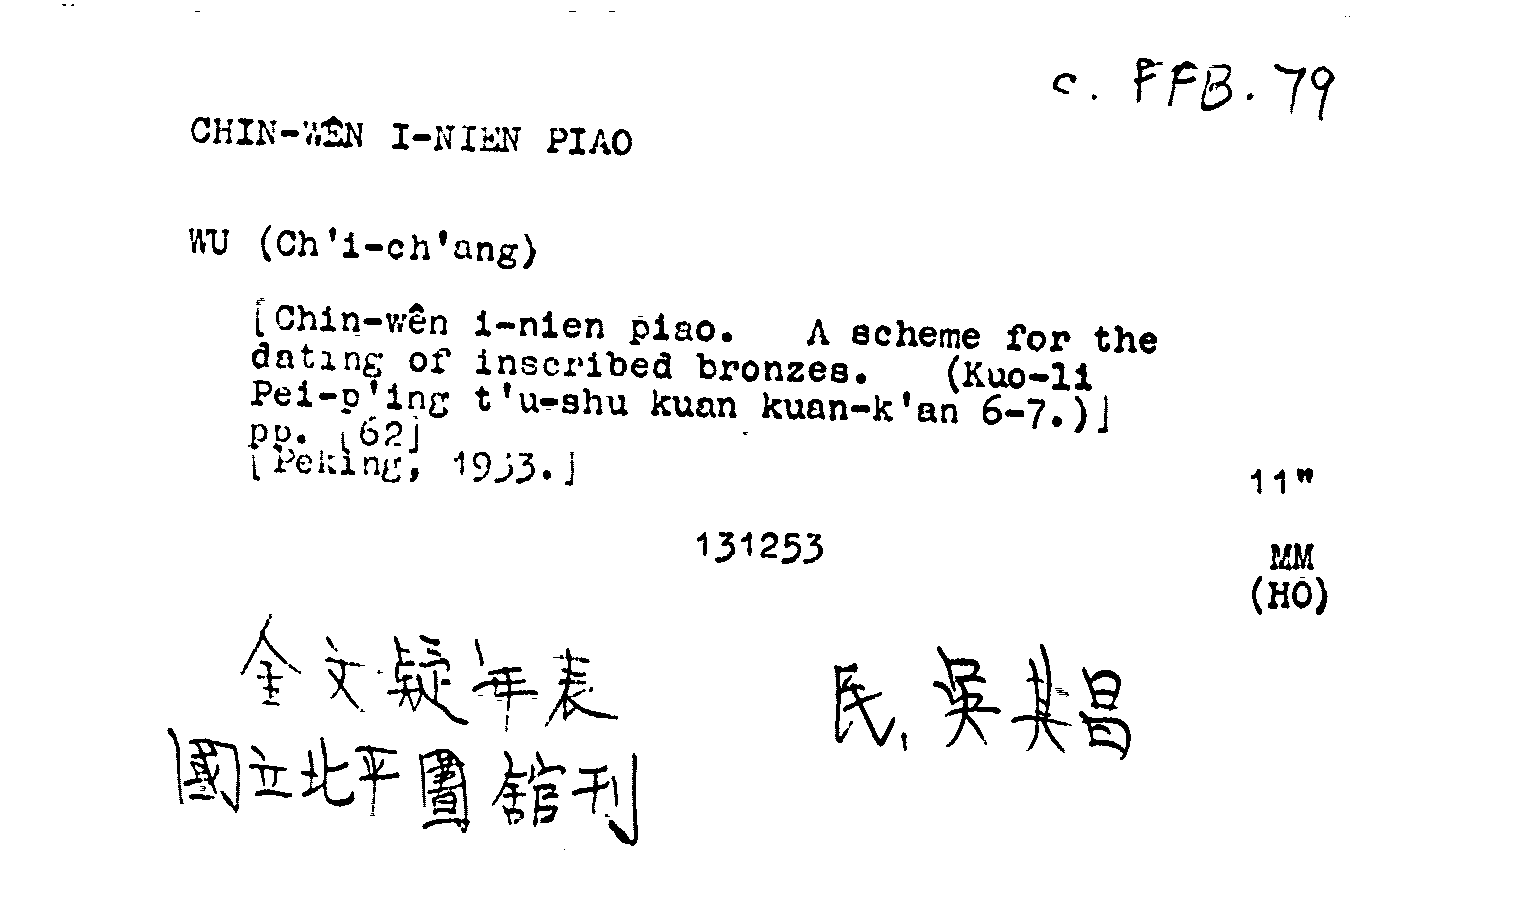 c. FFB. 79
CHIN-WÊN I-NIEN PIAO
WU (Ch'i-ch'ang)
[Chin-wên i-nien piao. A scheme for the
dating of inscribed bronzes. (Kuo-li
Pei-p'ing t'u-shu kuan kuan-k'an 6-7.)]
pp. [62]
[Peking, 1933.]
11"
131253
MM
(HO)
金文疑年表
民, 吳其昌
國立北平圖舘刊